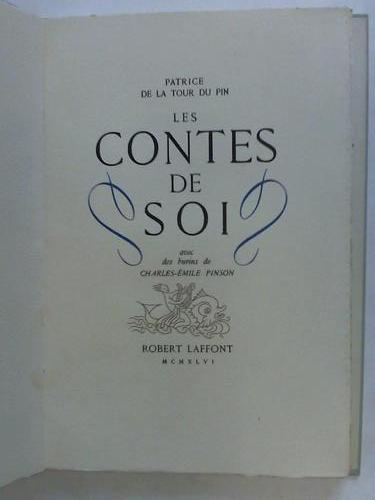 PATRICE
DE LA TOUR DU PIN
LES
CONTES
DE
SOI
avec
des burins de
CHARLES-ÉMILE PINSON
ROBERT LAFFONT
MCMXLVI